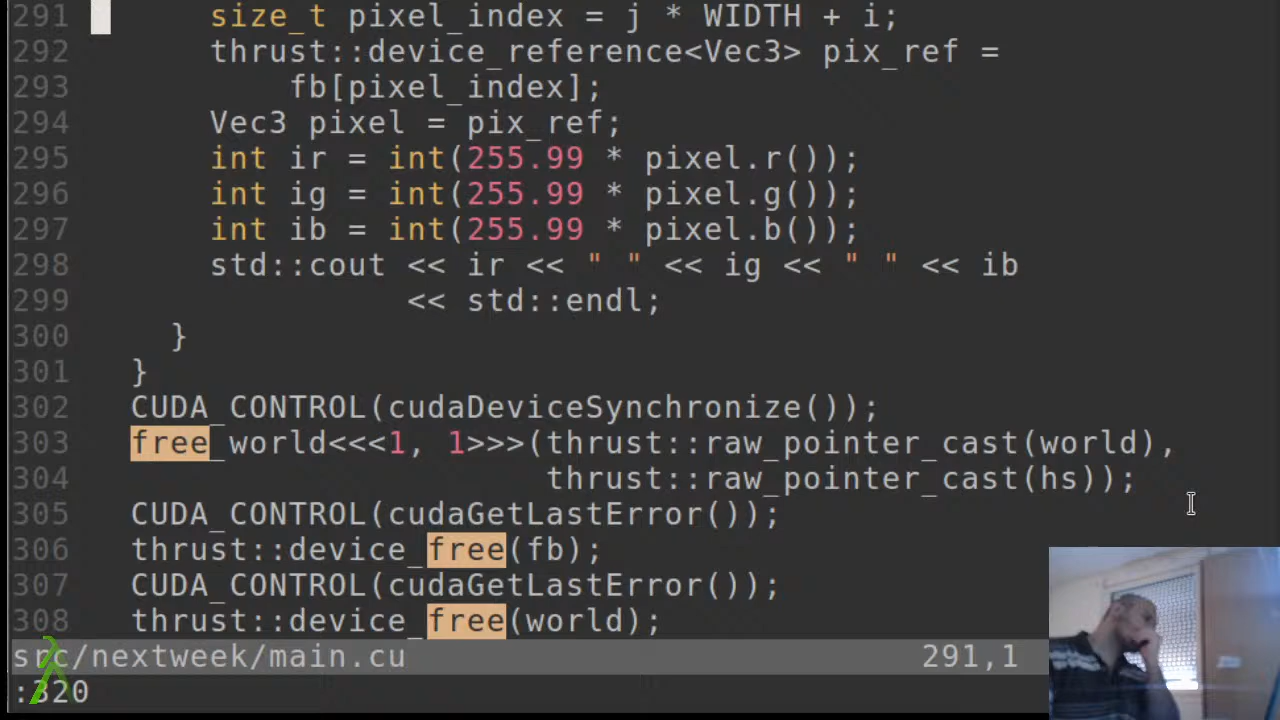 291         size_t pixel_index = j * WIDTH + i;
292         thrust::device_reference<Vec3> pix_ref =
293             fb[pixel_index];
294         Vec3 pixel = pix_ref;
295         int ir = int(255.99 * pixel.r());
296         int ig = int(255.99 * pixel.g());
297         int ib = int(255.99 * pixel.b());
298         std::cout << ir << " " << ig << " " << ib
299                   << std::endl;
300       }
301     }
302     CUDA_CONTROL(cudaDeviceSynchronize());
303     free_world<<<1, 1>>>(thrust::raw_pointer_cast(world),
304                          thrust::raw_pointer_cast(hs));
305     CUDA_CONTROL(cudaGetLastError());
306     thrust::device_free(fb);
307     CUDA_CONTROL(cudaGetLastError());
308     thrust::device_free(world);
src/nextweek/main.cu 291,1
:320